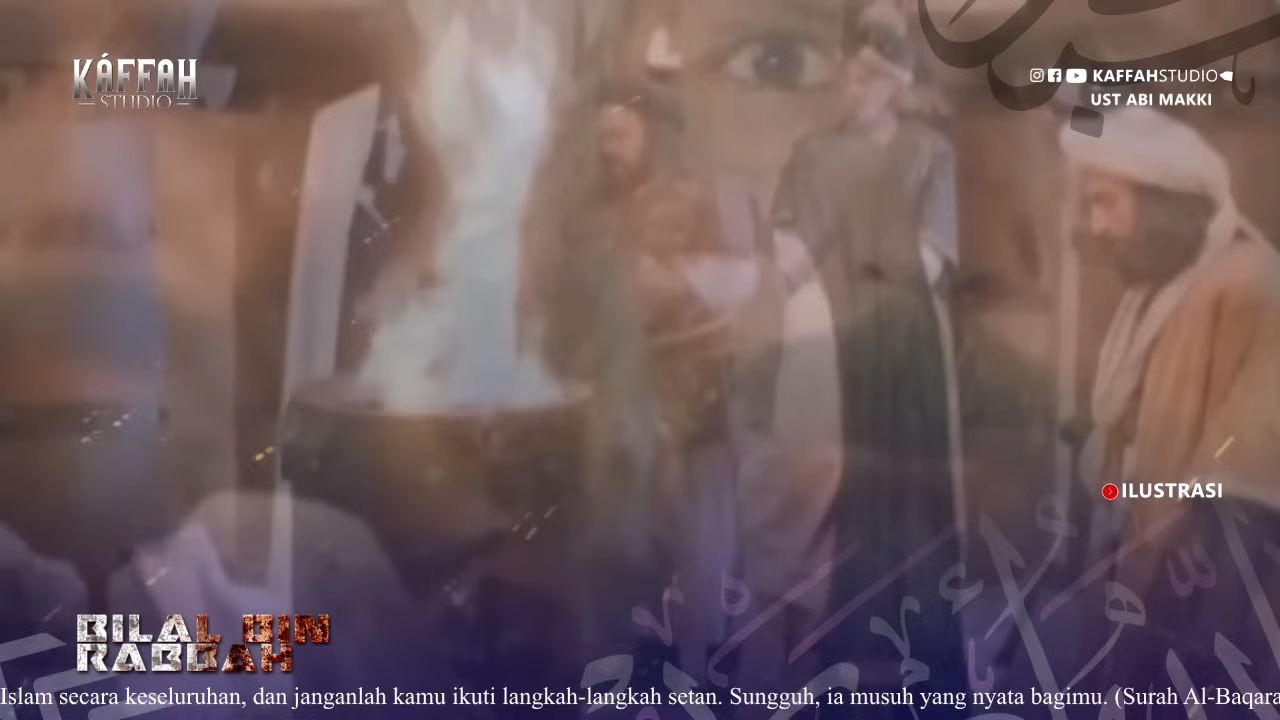 KÁFFAH
STUDIO
KAFFAHSTUDIO
UST ABI MAKKI
ILUSTRASI
BILAL BIN
RABBAH
Islam secara keseluruhan, dan janganlah kamu ikuti langkah-langkah setan. Sungguh, ia musuh yang nyata bagimu. (Surah Al-Baqara